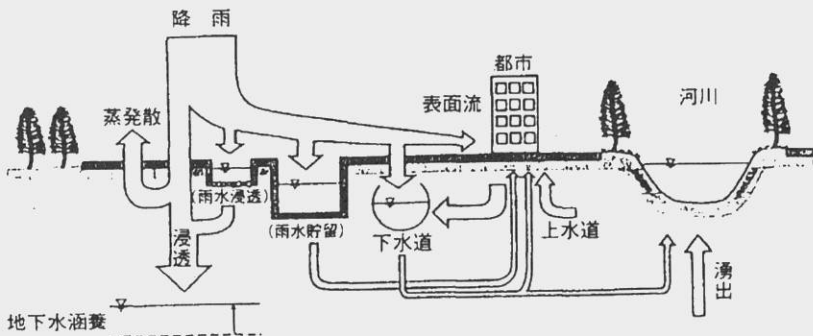 降雨
都市
蒸発散
表面流
河川
(雨水浸透)
(雨水貯留)
下水道
上水道
浸透
湧出
地下水涵養